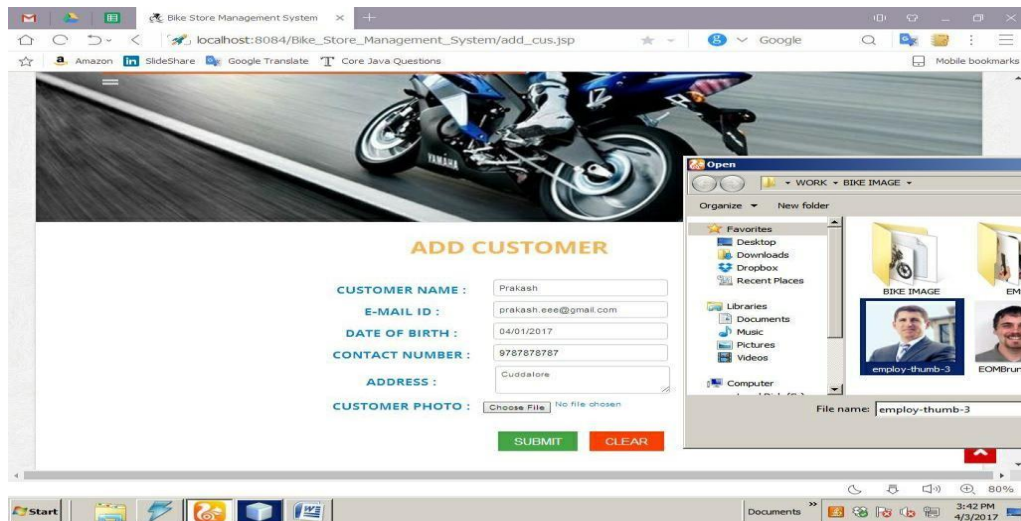 Bike Store Management System
localhost:8084/Bike_Store_Management_System/add_cus.jsp
Google
Amazon
in SlideShare
Google Translate
T Core Java Questions
Mobile bookmarks
YAMAHA
ADD CUSTOMER
CUSTOMER NAME :
Prakash
E-MAIL ID :
prakash.eee@gmail.com
DATE OF BIRTH :
04/01/2017
CONTACT NUMBER :
9787878787
ADDRESS :
Cuddalore
CUSTOMER PHOTO :
Choose File No file chosen
SUBMIT
CLEAR
Open
WORK
BIKE IMAGE
Organize
New folder
Favorites
Desktop
Downloads
Dropbox
Recent Places
Libraries
Documents
Music
Pictures
Videos
Computer
BIKE IMAGE
EM
employ-thumb-3
EOMBrun
File name: employ-thumb-3
80%
Start
Documents
3:42 PM
4/3/2017